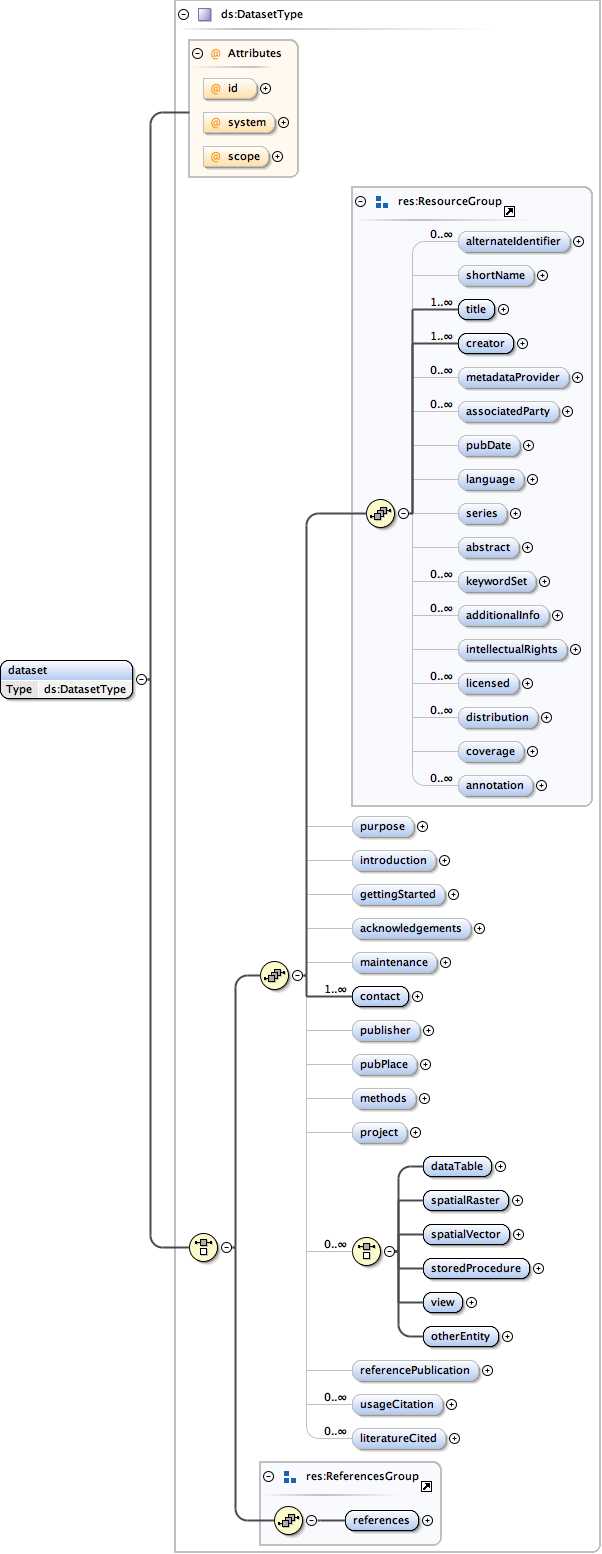 ds:DatasetType
@ Attributes
@ id
@ system
@ scope
res:ResourceGroup
0..∞
alternateIdentifier
shortName
1..∞
title
1..∞
creator
0..∞
metadataProvider
0..∞
associatedParty
pubDate
language
series
abstract
0..∞
keywordSet
0..∞
additionalInfo
intellectualRights
0..∞
licensed
0..∞
distribution
coverage
0..∞
annotation
dataset
Type ds:DatasetType
purpose
introduction
gettingStarted
acknowledgements
maintenance
1..∞
contact
publisher
pubPlace
methods
project
0..∞
dataTable
spatialRaster
spatialVector
storedProcedure
view
otherEntity
referencePublication
0..∞
usageCitation
0..∞
literatureCited
res:ReferencesGroup
references